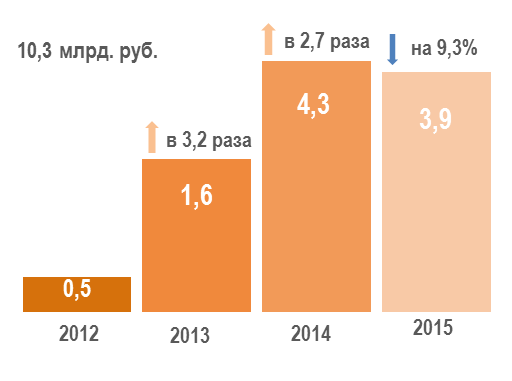 10,3 млрд. руб.
в 2,7 раза
на 9,3%
в 3,2 раза
4,3
3,9
1,6
0,5
2012
2013
2014
2015